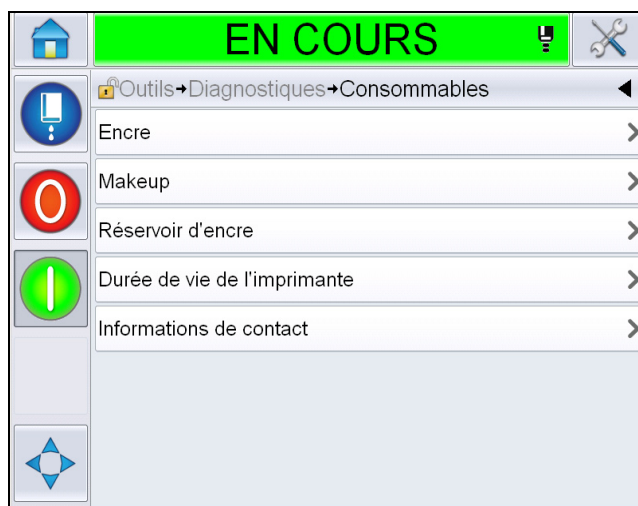 EN COURS
Outils→Diagnostiques→Consommables
Encre
Makeup
Réservoir d'encre
Durée de vie de l'imprimante
Informations de contact